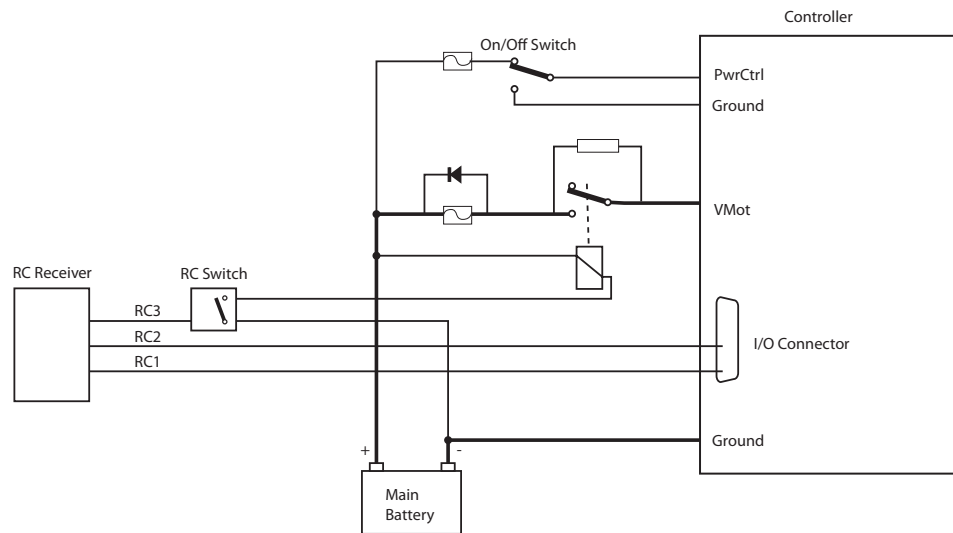 Controller
On/Off Switch
PwrCtrl
Ground
VMot
RC Receiver
RC Switch
RC3
RC2
RC1
I/O Connector
Ground
+
-
Main
Battery